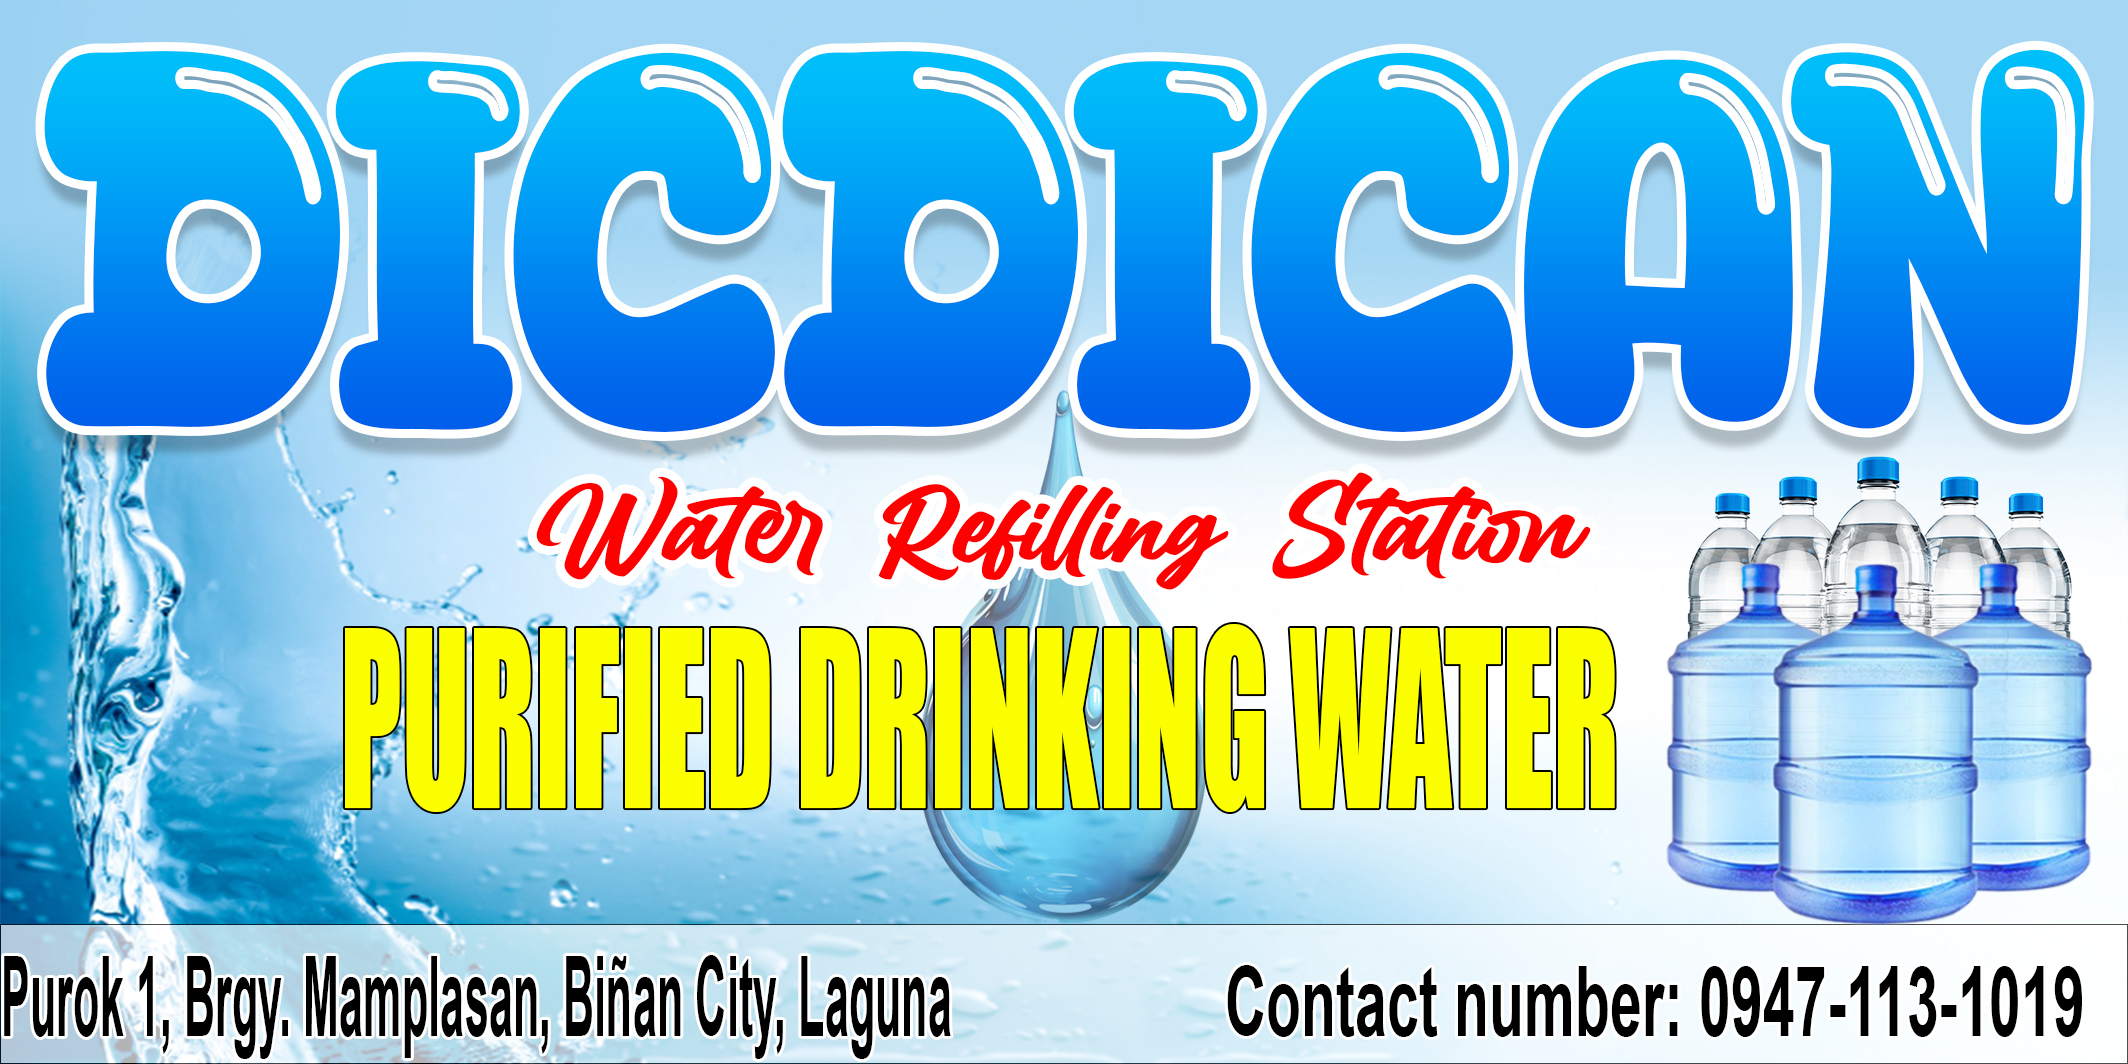 DICDICAN
Water Refilling Station
PURIFIED DRINKING WATER
Purok 1, Brgy. Mamplasan, Biñan City, Laguna
Contact number: 0947-113-1019